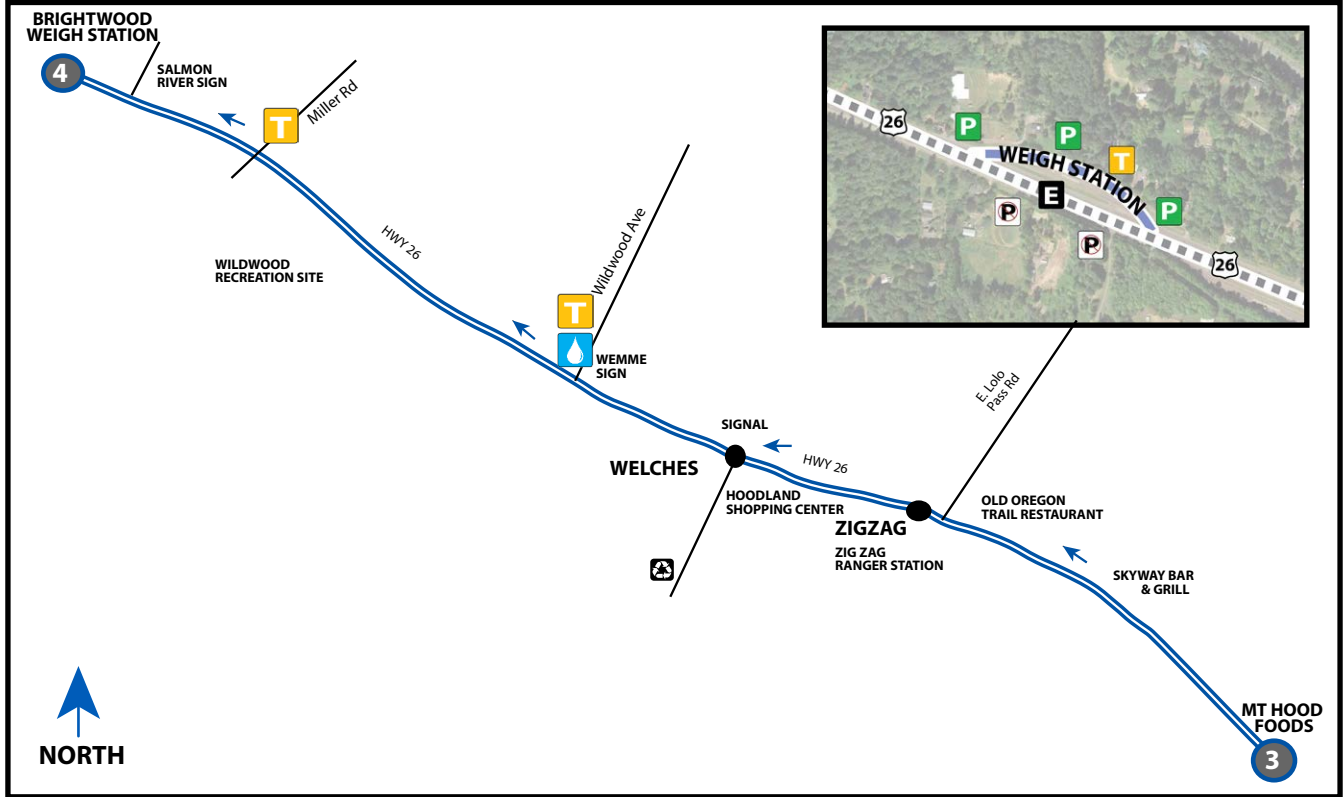 BRIGHTWOOD
WEIGH STATION
4
SALMON
RIVER SIGN
T
Miller Rd
26
P
P
WEIGH STATION
T
E
P
P
P
26
HWY 26
WILDWOOD
RECREATION SITE
Wildwood Ave
T
WEMME
SIGN
E. Lolo
Pass Rd
SIGNAL
WELCHES
HWY 26
HOODLAND
SHOPPING CENTER
OLD OREGON
TRAIL RESTAURANT
ZIGZAG
ZIG ZAG
RANGER STATION
SKYWAY BAR
& GRILL
NORTH
MT HOOD
FOODS
3